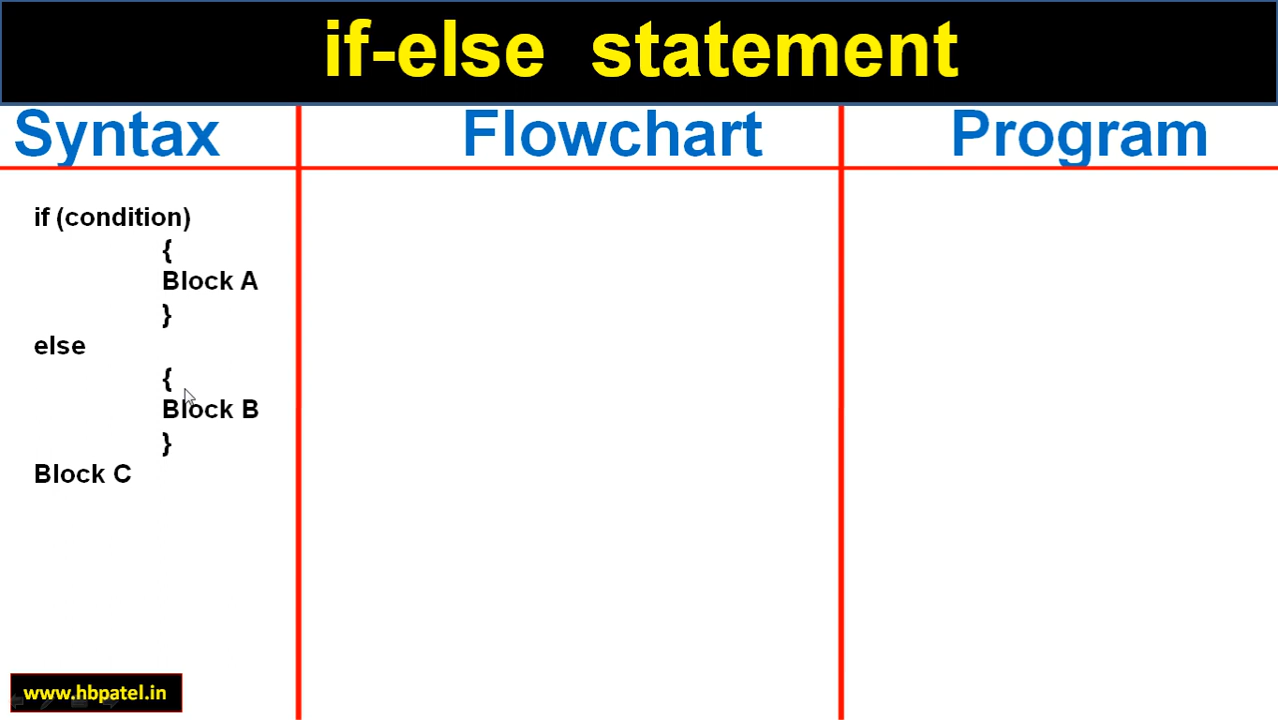 if-else statement
Syntax
Flowchart
Program
if (condition)
{
Block A
}
else
{
Block B
}
Block C
www.hbpatel.in